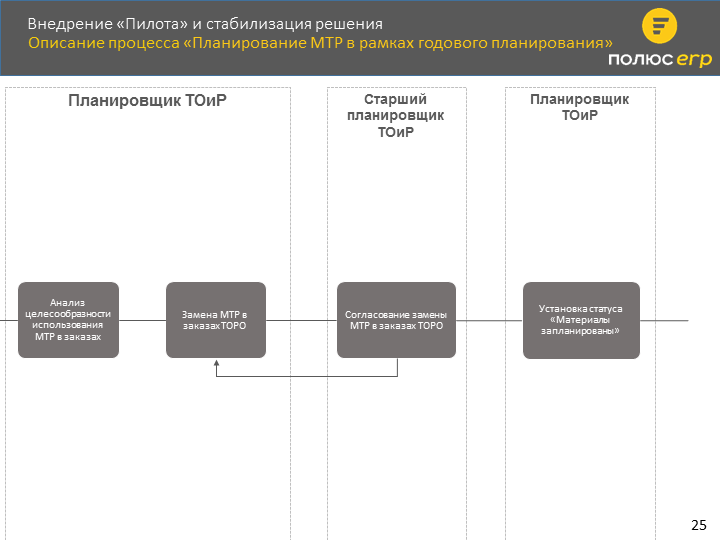 Внедрение «Пилота» и стабилизация решения
Описание процесса «Планирование МТР в рамках годового планирования»
ПОЛЮС erp
Планировщик ТОиР
Старший
планировщик
ТОиР
Планировщик
ТОиР
Анализ
целесообразности
использования
МТР в заказах
Замена МТР в
заказах ТОРО
Согласование замены
МТР в заказах ТОРО
Установка статуса
«Материалы
запланированы»
25